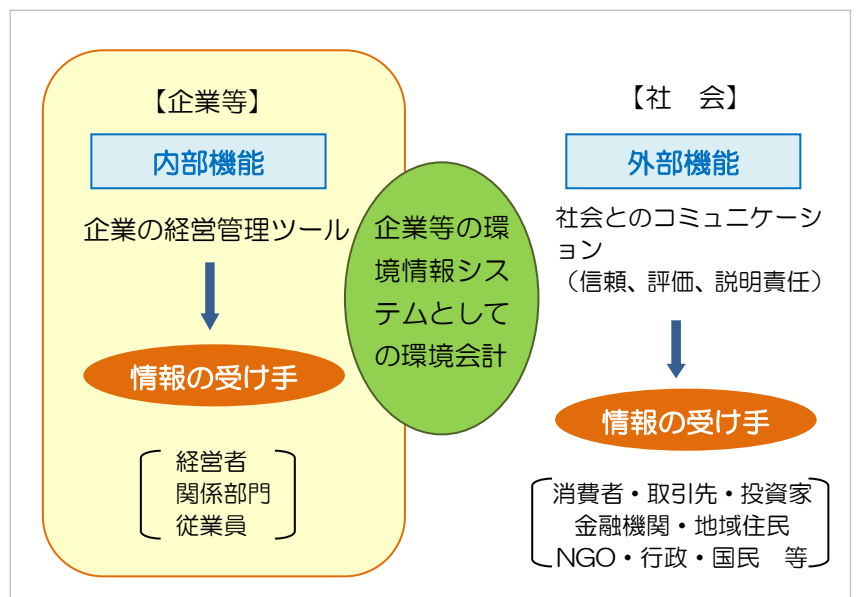 【企業等】
内部機能
企業の経営管理ツール
情報の受け手
経営者
関係部門
従業員
企業等の環
境情報シス
テムとして
の環境会計
【社　会】
外部機能
社会とのコミュニケーシ
ョン
（信頼、評価、説明責任）
情報の受け手
消費者・取引先・投資家
金融機関・地域住民
NGO・行政・国民　等